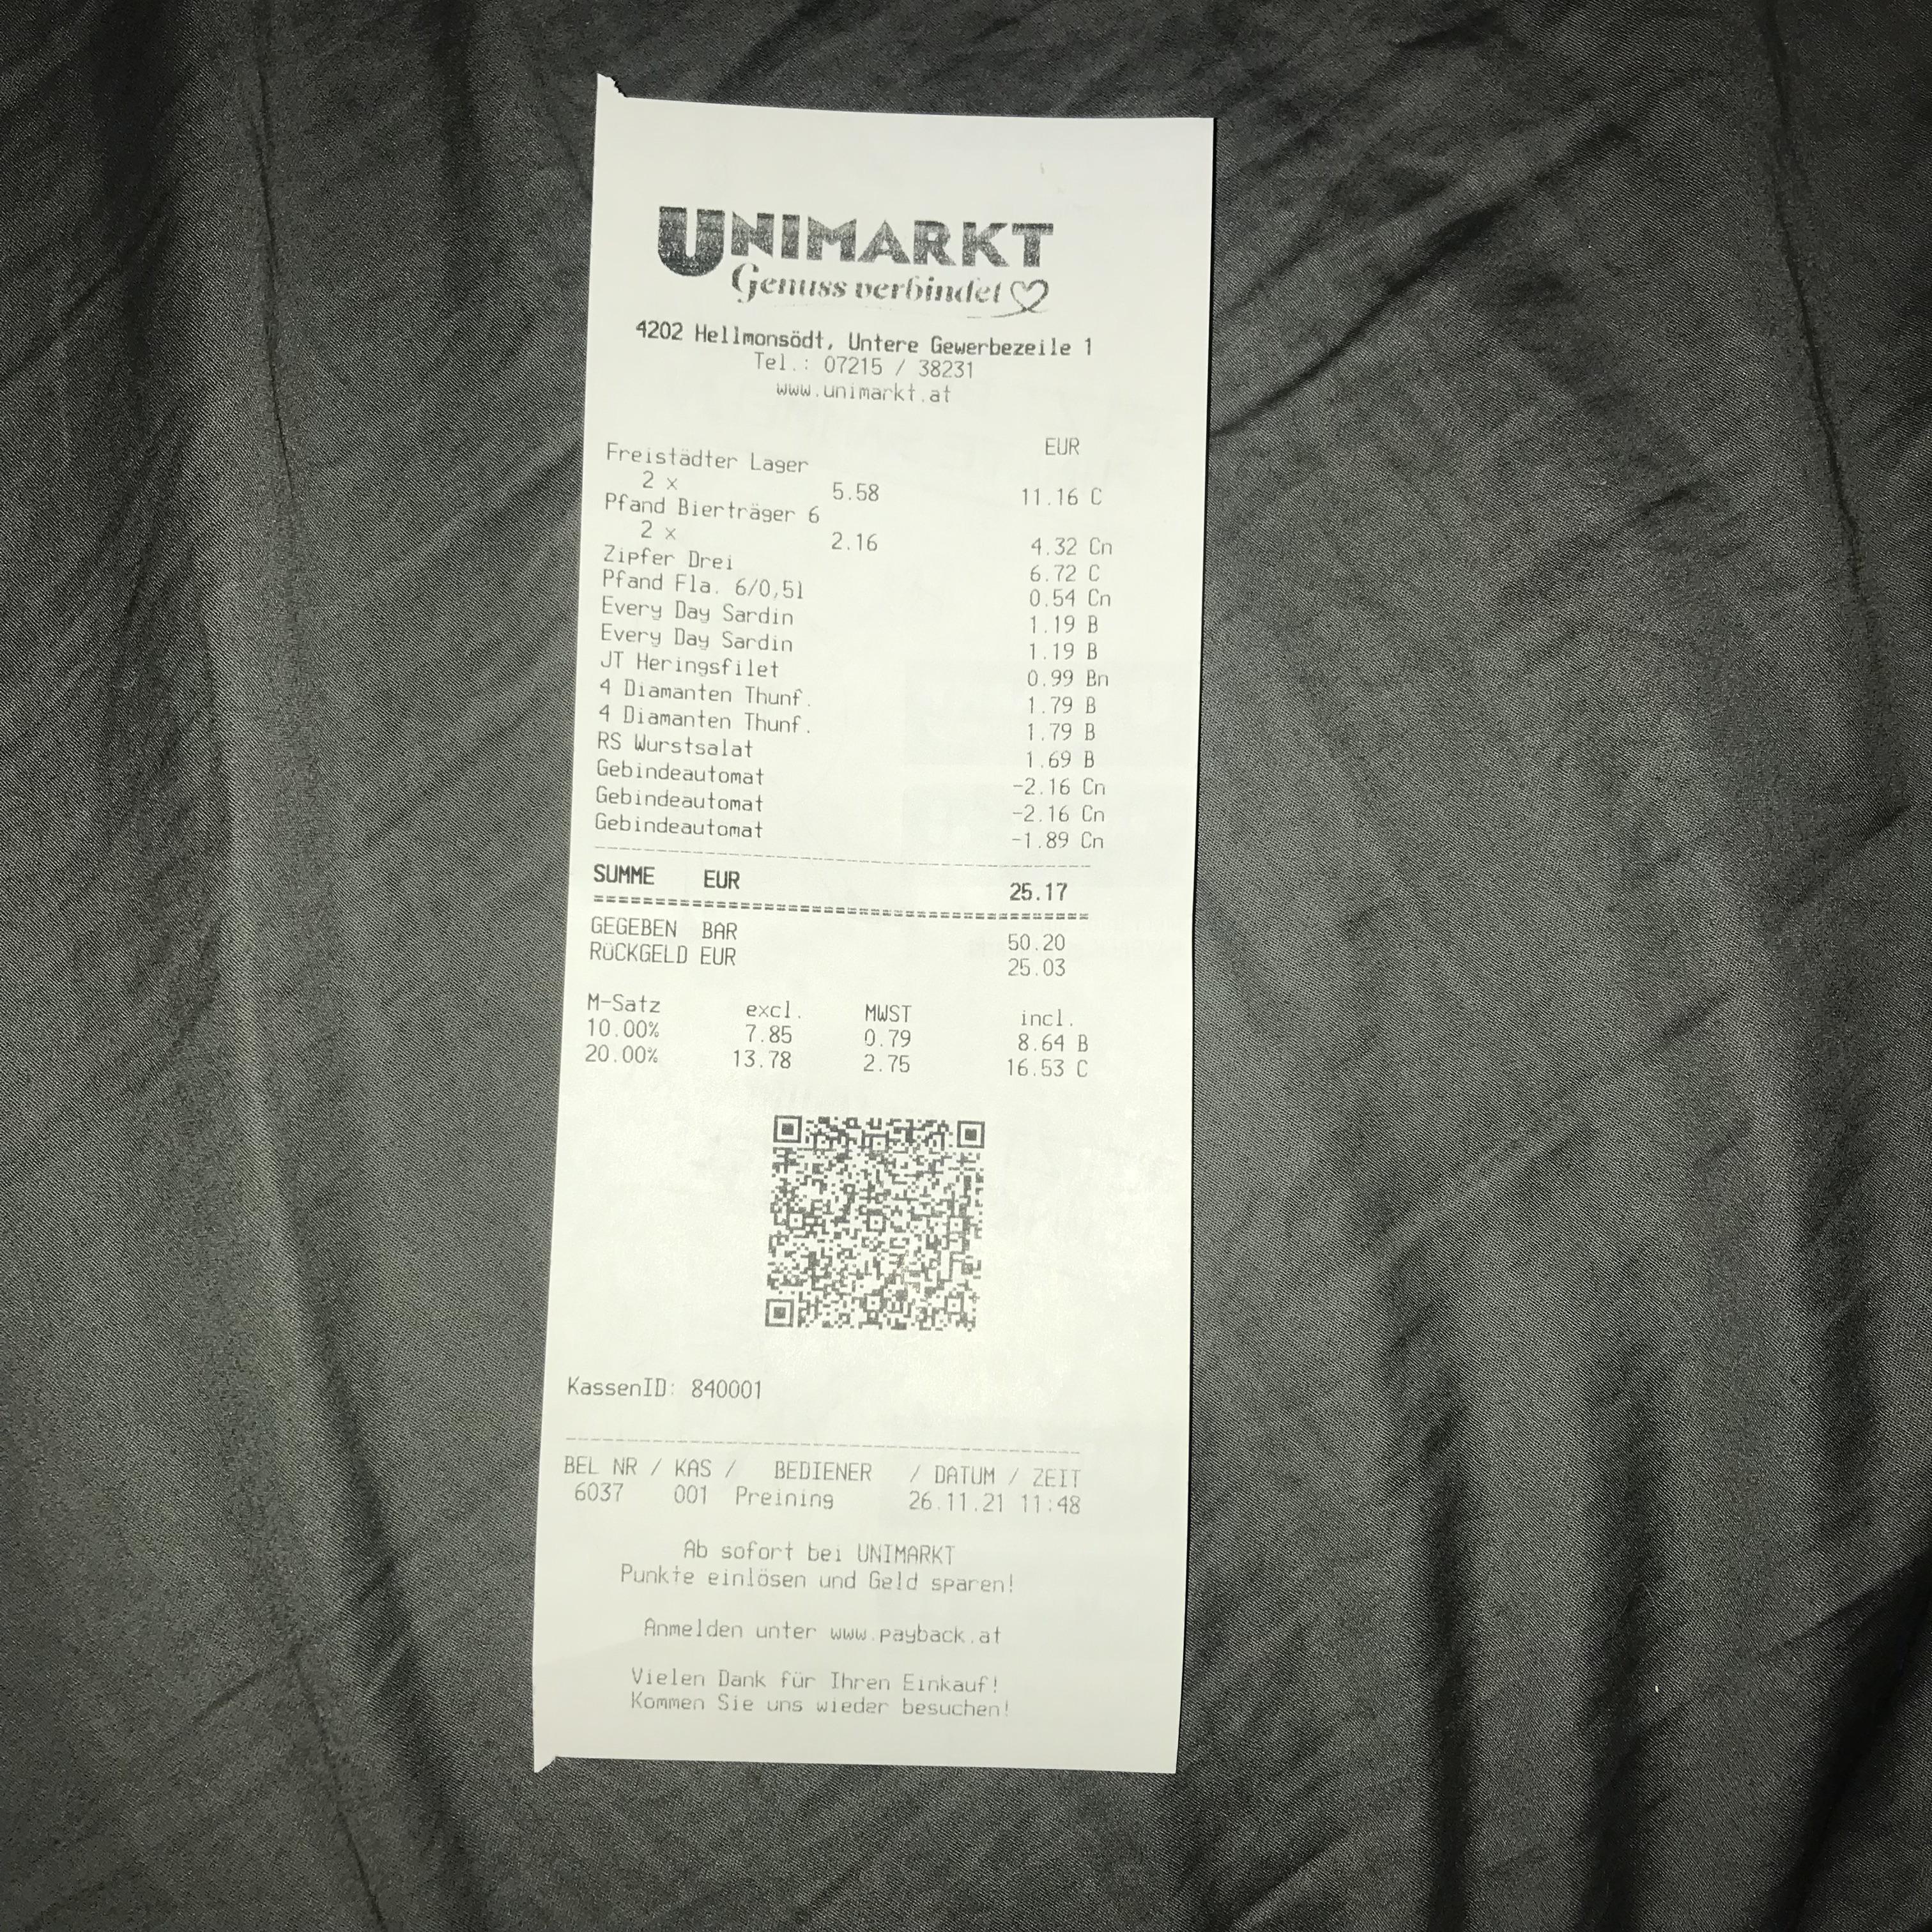 UNIMARKT
Genuss verbindet
4202 Hellmonsödt, Untere Gewerbezeile 1
Tel.: 07215 / 38231
www.unimarkt.at
EUR
Freistädter Lager
2 x 5.58 11.16 C
Pfand Bierträger 6
2 x 2.16 4.32 Cn
Zipfer Drei 6.72 C
Pfand Fla. 6/0,5l 0.54 Cn
Every Day Sardin 1.19 B
Every Day Sardin 1.19 B
JT Heringsfilet 0.99 Bn
4 Diamanten Thunf. 1.79 B
4 Diamanten Thunf. 1.79 B
RS Wurstsalat 1.69 B
Gebindeautomat -2.16 Cn
Gebindeautomat -2.16 Cn
Gebindeautomat -1.89 Cn
SUMME EUR 25.17
GEGEBEN BAR 50.20
RÜCKGELD EUR 25.03
M-Satz excl. MWST incl.
10.00% 7.85 0.79 8.64 B
20.00% 13.78 2.75 16.53 C
KassenID: 840001
BEL NR / KAS / BEDIENER / DATUM / ZEIT
6037 001 Preining 26.11.21 11:48
Ab sofort bei UNIMARKT
Punkte einlösen und Geld sparen!
Anmelden unter www.payback.at
Vielen Dank für Ihren Einkauf!
Kommen Sie uns wieder besuchen!